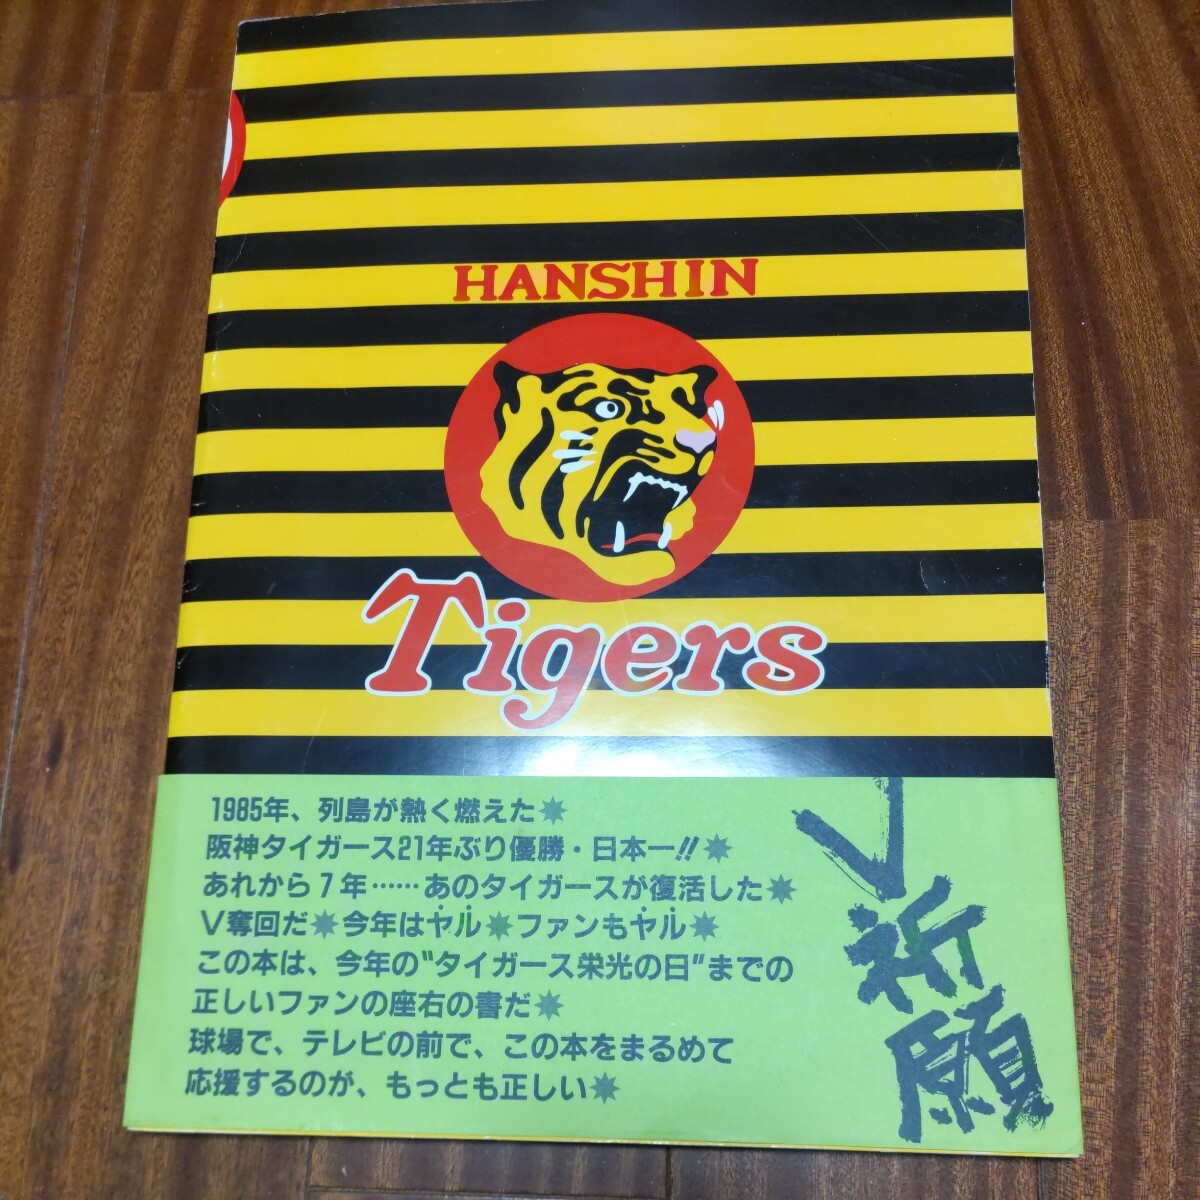 HANSHIN
Tigers
1985年、列島が熱く燃えた✷
阪神タイガース21年ぶり優勝・日本一!!✷
あれから7年……あのタイガースが復活した✷
V奪回だ✷今年はヤル✷ファンもヤル✷
この本は、今年の“タイガース栄光の日”までの
正しいファンの座右の書だ✷
球場で、テレビの前で、この本をまるめて
応援するのが、もっとも正しい✷
V祈願